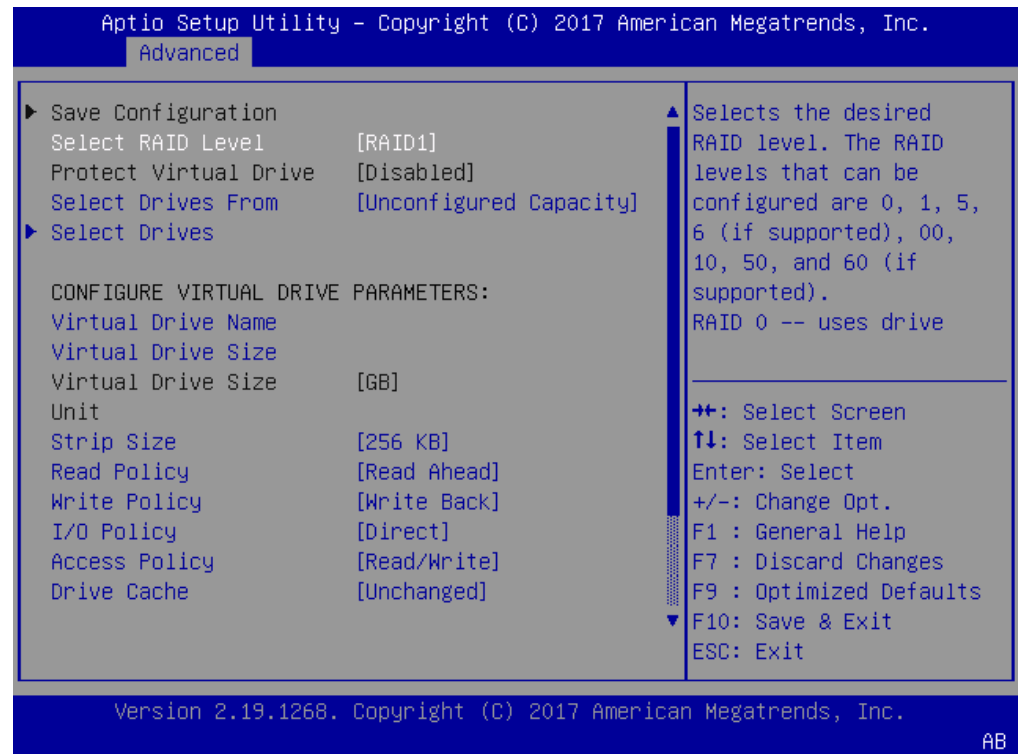 Aptio Setup Utility – Copyright (C) 2017 American Megatrends, Inc.
Advanced
Save Configuration
Select RAID Level [RAID1]
Protect Virtual Drive [Disabled]
Select Drives From [Unconfigured Capacity]
Select Drives
CONFIGURE VIRTUAL DRIVE PARAMETERS:
Virtual Drive Name
Virtual Drive Size
Virtual Drive Size [GB]
Unit
Strip Size [256 KB]
Read Policy [Read Ahead]
Write Policy [Write Back]
I/O Policy [Direct]
Access Policy [Read/Write]
Drive Cache [Unchanged]
Selects the desired
RAID level. The RAID
levels that can be
configured are 0, 1, 5,
6 (if supported), 00,
10, 50, and 60 (if
supported).
RAID 0 -- uses drive
→←: Select Screen
↑↓: Select Item
Enter: Select
+/-: Change Opt.
F1 : General Help
F7 : Discard Changes
F9 : Optimized Defaults
F10: Save & Exit
ESC: Exit
Version 2.19.1268. Copyright (C) 2017 American Megatrends, Inc.
AB